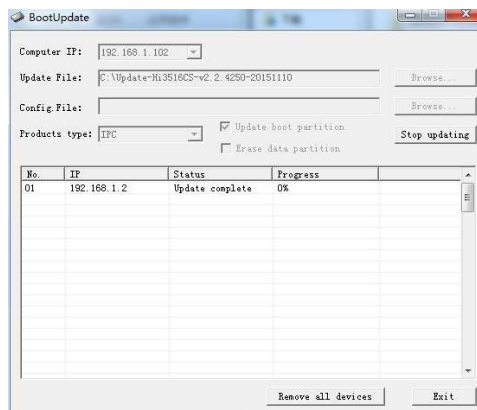 BootUpdate
Computer IP: 192.168.1.102
Update File: C:\Update-Hi3516CS-v2.2.4250-20151110 Browse...
Config.File: Browse...
Products type: IPC Update boot partition Stop updating
Erase data partition
No. IP Status Progress
01 192.168.1.2 Update complete 0%
Remove all devices Exit